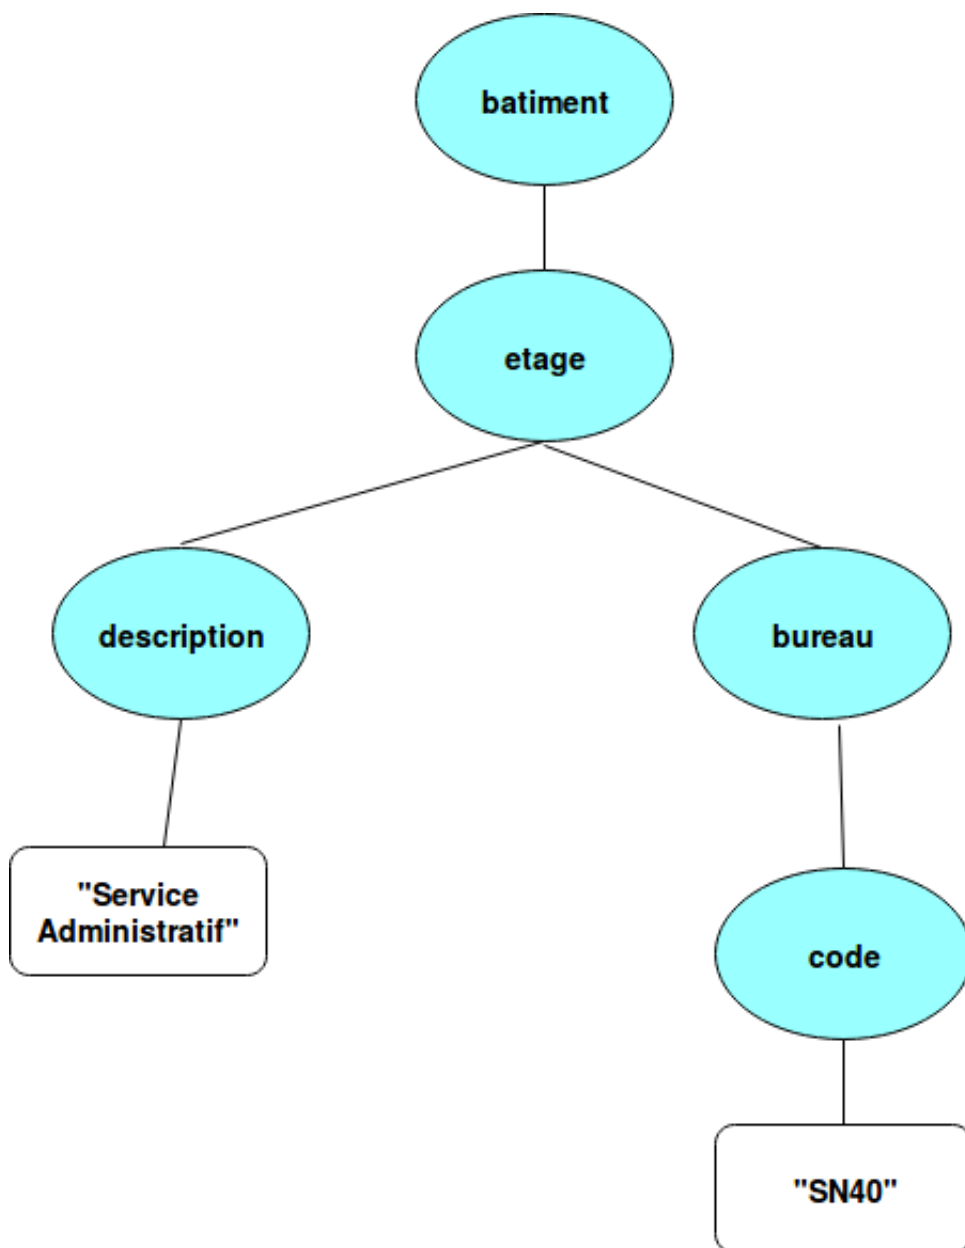 batiment
etage
description
bureau
"Service
Administratif"
code
"SN40"